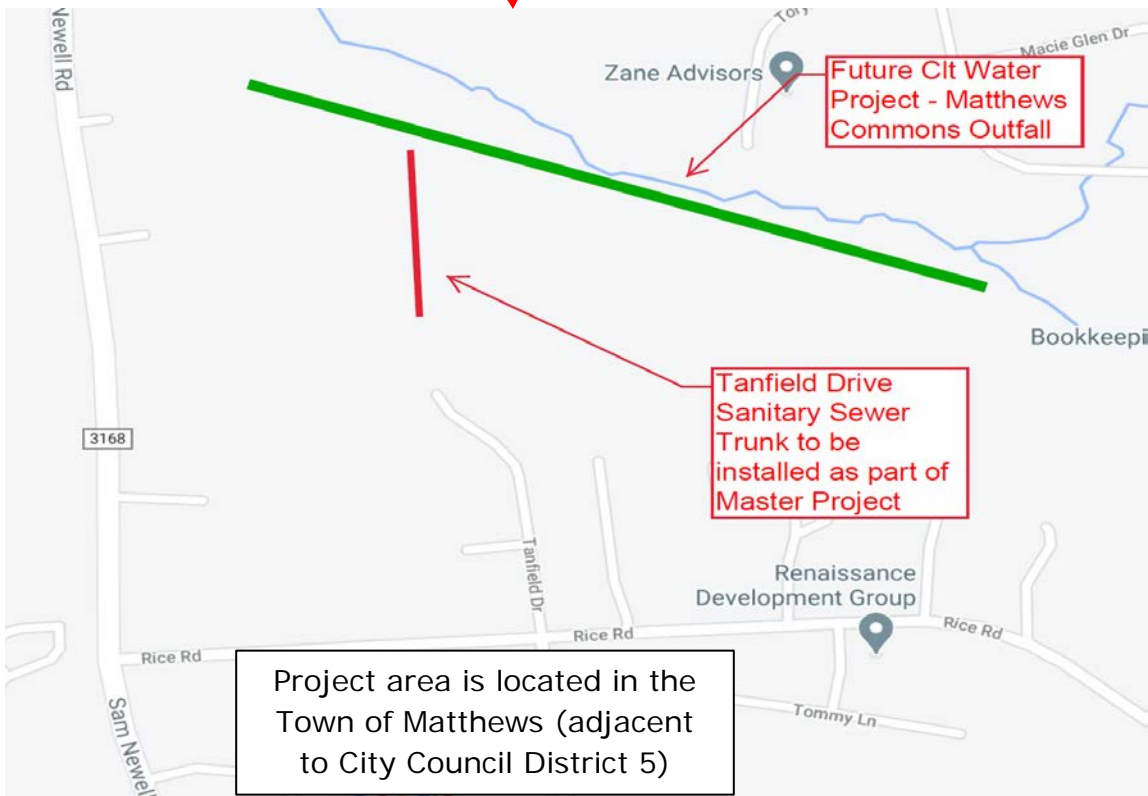 Newell Rd
Tory
Macie Glen Dr
Zane Advisors
Future Clt Water
Project - Matthews
Commons Outfall
Bookkeepi
Tanfield Drive
Sanitary Sewer
Trunk to be
installed as part of
Master Project
3168
Tanfield Dr
Renaissance
Development Group
Rice Rd
Rice Rd
Rice Rd
Sam Newell
Tommy Ln
Project area is located in the
Town of Matthews (adjacent
to City Council District 5)